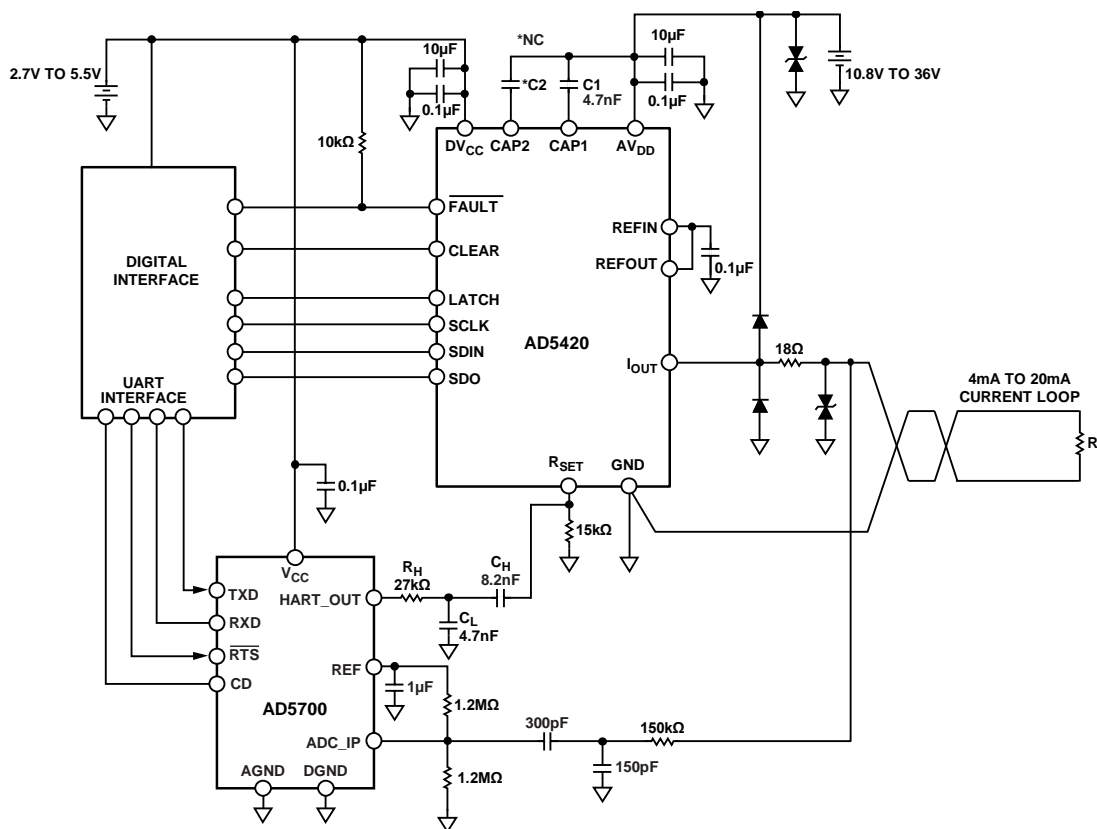 2.7V TO 5.5V
10kΩ
10µF
0.1µF
*NC
*C2
C1
4.7nF
10µF
0.1µF
10.8V TO 36V
DVCC
CAP2
CAP1
AVDD
DIGITAL
INTERFACE
UART
INTERFACE
FAULT
CLEAR
LATCH
SCLK
SDIN
SDO
AD5420
REFIN
REFOUT
0.1µF
IOUT
18Ω
4mA TO 20mA
CURRENT LOOP
R
RSET
GND
15kΩ
0.1µF
VCC
TXD
RXD
RTS
CD
AD5700
HART_OUT
REF
ADC_IP
AGND
DGND
RH
27kΩ
CH
8.2nF
CL
4.7nF
1µF
1.2MΩ
1.2MΩ
300pF
150pF
150kΩ